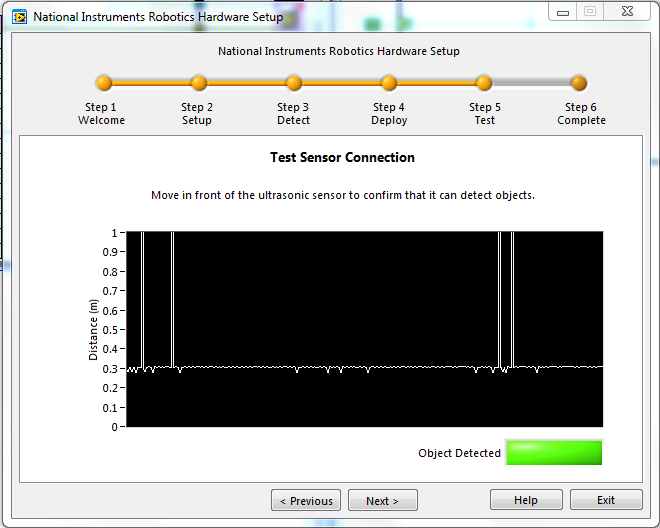 National Instruments Robotics Hardware Setup
National Instruments Robotics Hardware Setup
Step 1 Step 2 Step 3 Step 4 Step 5 Step 6
Welcome Setup Detect Deploy Test Complete
Test Sensor Connection
Move in front of the ultrasonic sensor to confirm that it can detect objects.
Distance (m)
1
0.9
0.8
0.7
0.6
0.5
0.4
0.3
0.2
0.1
0
Object Detected
< Previous Next > Help Exit